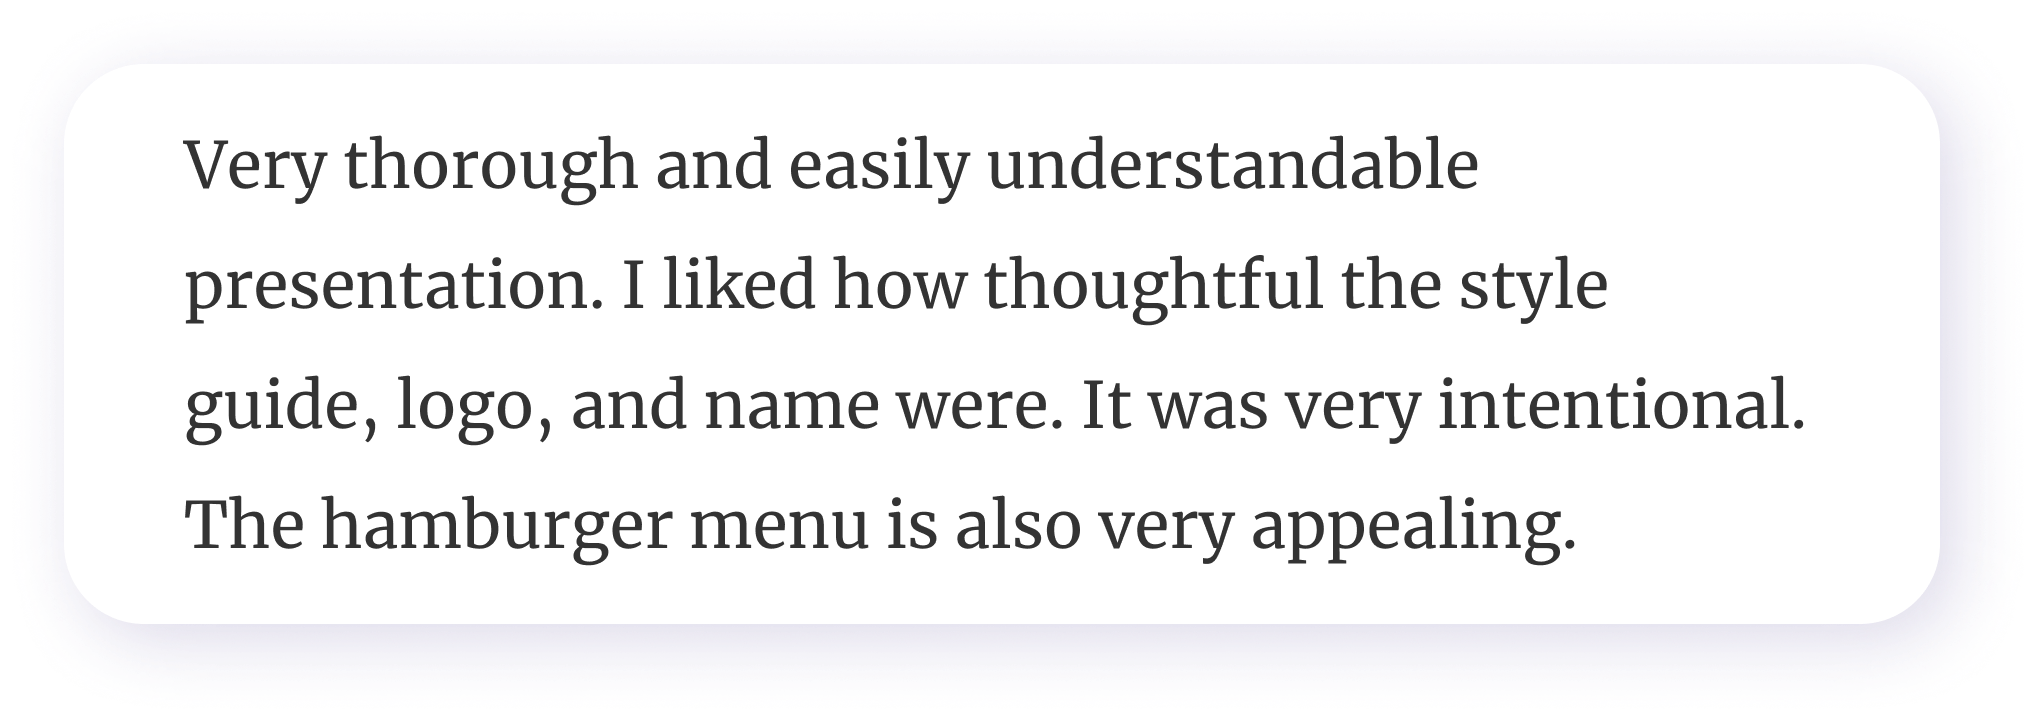 Very thorough and easily understandable
presentation. I liked how thoughtful the style
guide, logo, and name were. It was very intentional.
The hamburger menu is also very appealing.